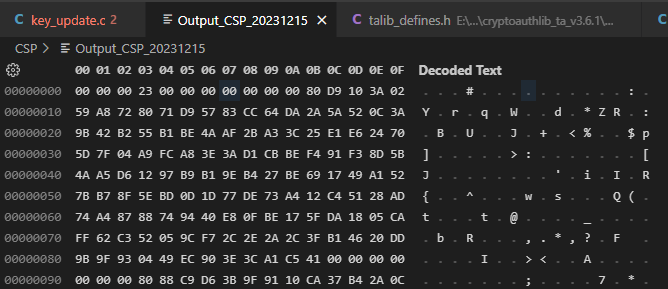 key_update.c 2 Output_CSP_20231215 talib_defines.h E:\...\cryptoauthlib_ta_v3.6.1\...
CSP > Output_CSP_20231215
00 01 02 03 04 05 06 07 08 09 0A 0B 0C 0D 0E 0F Decoded Text
00000000 00 00 00 23 00 00 00 00 00 00 00 80 D9 10 3A 02 . . . # . . . . . . . . . . : .
00000010 59 A8 72 80 71 D9 57 83 CC 64 DA 2A 5A 52 0C 3A Y . r . q . W . . d . * Z R . :
00000020 9B 42 B2 55 B1 BE 4A AF 2B A3 3C 25 E1 E6 24 70 . B . U . . J . + . < % . . $ p
00000030 5D 7F 04 A9 FC A8 3E 3A D1 CB BE F4 91 F3 8D 5B ] . . . . . > : . . . . . . . [
00000040 4A A5 D6 12 97 B9 B1 9E B4 27 BE 69 17 49 A1 52 J . . . . . . . . ' . i . I . R
00000050 7B B7 8F 5E BD 0D 1D 77 DE 73 A4 12 C4 51 28 AD { . . ^ . . . w . s . . . Q ( .
00000060 74 A4 87 88 74 94 40 E8 0F BE 17 5F DA 18 05 CA t . . . t . @ . . . . _ . . . .
00000070 FF 62 C3 52 05 9C F7 2C 2E 2A 2C 3F B1 46 20 DD . b . R . . . , . * , ? . F   .
00000080 9B 9F 93 04 49 EC 90 3E 3C A1 C5 41 00 00 00 00 . . . . I . . > < . . A . . . .
00000090 00 00 00 80 88 C9 D6 3B 9F 91 10 CA 37 B4 2A 0C . . . . . . . ; . . . . 7 . * .